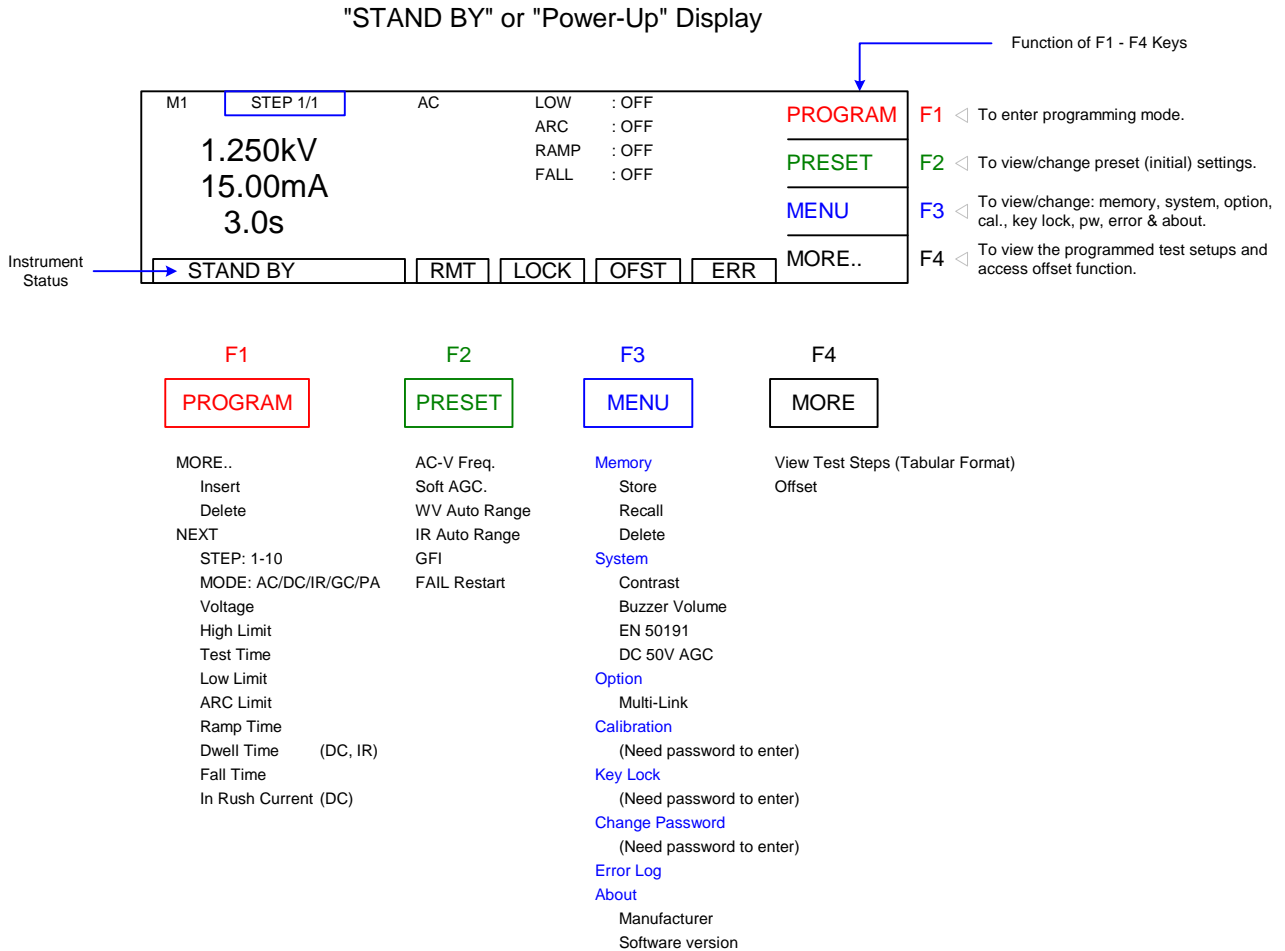 "STAND BY" or "Power-Up" Display
Function of F1 - F4 Keys
M1 STEP 1/1 AC LOW : OFF
ARC : OFF
RAMP : OFF
FALL : OFF
1.250kV
15.00mA
3.0s
PROGRAM F1 To enter programming mode.
PRESET F2 To view/change preset (initial) settings.
MENU F3 To view/change: memory, system, option,
cal., key lock, pw, error & about.
MORE.. F4 To view the programmed test setups and
access offset function.
Instrument
Status
STAND BY RMT LOCK OFST ERR
F1
PROGRAM
MORE..
Insert
Delete
NEXT
STEP: 1-10
MODE: AC/DC/IR/GC/PA
Voltage
High Limit
Test Time
Low Limit
ARC Limit
Ramp Time
Dwell Time (DC, IR)
Fall Time
In Rush Current (DC)
F2
PRESET
AC-V Freq.
Soft AGC.
WV Auto Range
IR Auto Range
GFI
FAIL Restart
F3
MENU
Memory
Store
Recall
Delete
System
Contrast
Buzzer Volume
EN 50191
DC 50V AGC
Option
Multi-Link
Calibration
(Need password to enter)
Key Lock
(Need password to enter)
Change Password
(Need password to enter)
Error Log
About
Manufacturer
Software version
F4
MORE
View Test Steps (Tabular Format)
Offset